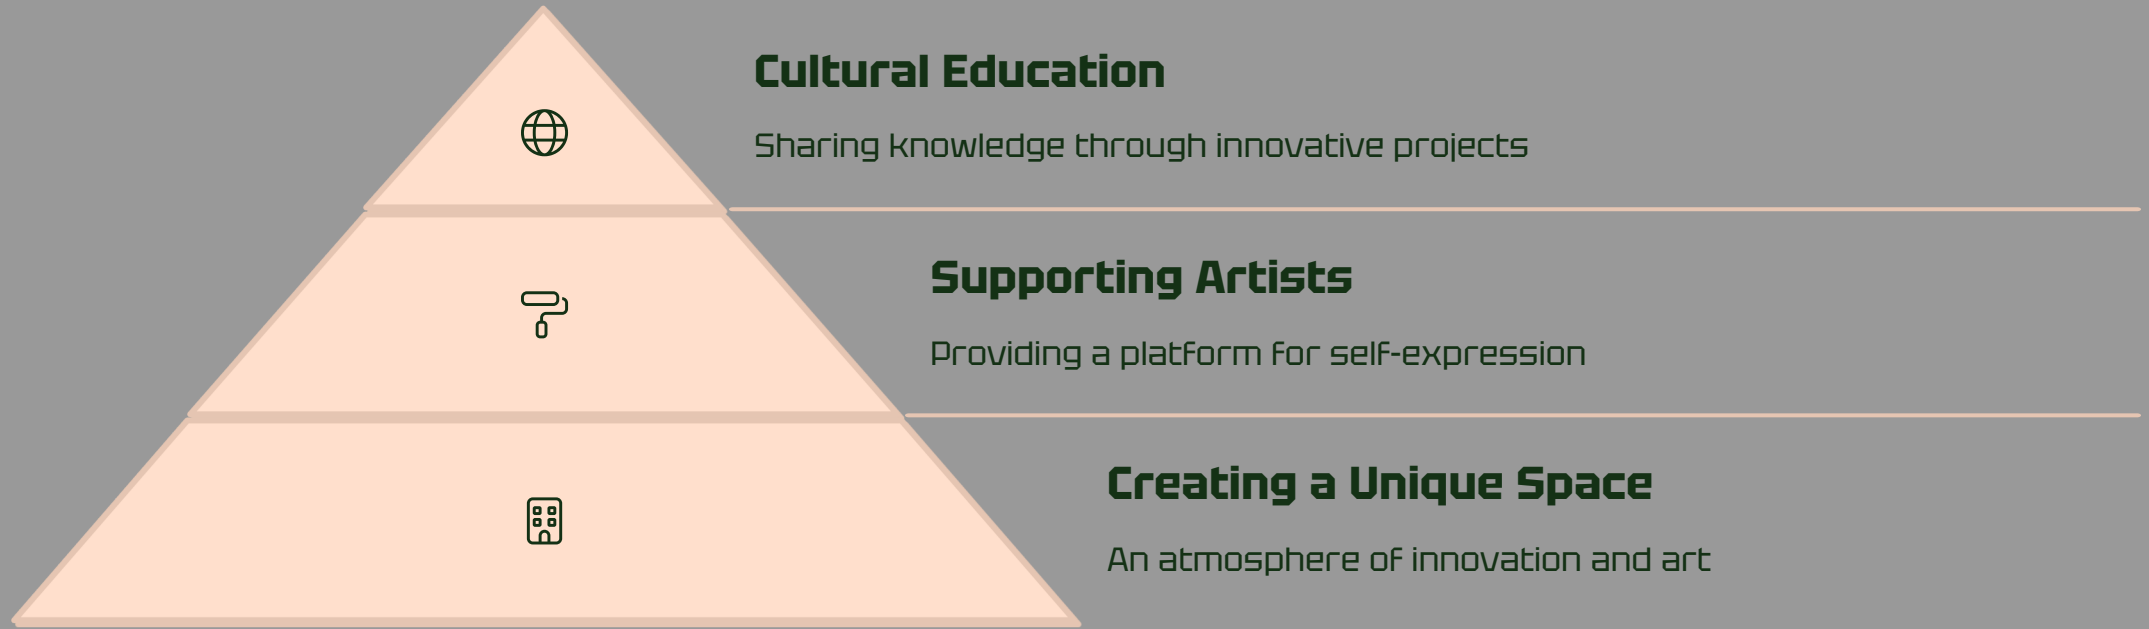 Cultural Education
Sharing knowledge through innovative projects
Supporting Artists
Providing a platform for self-expression
Creating a Unique Space
An atmosphere of innovation and art